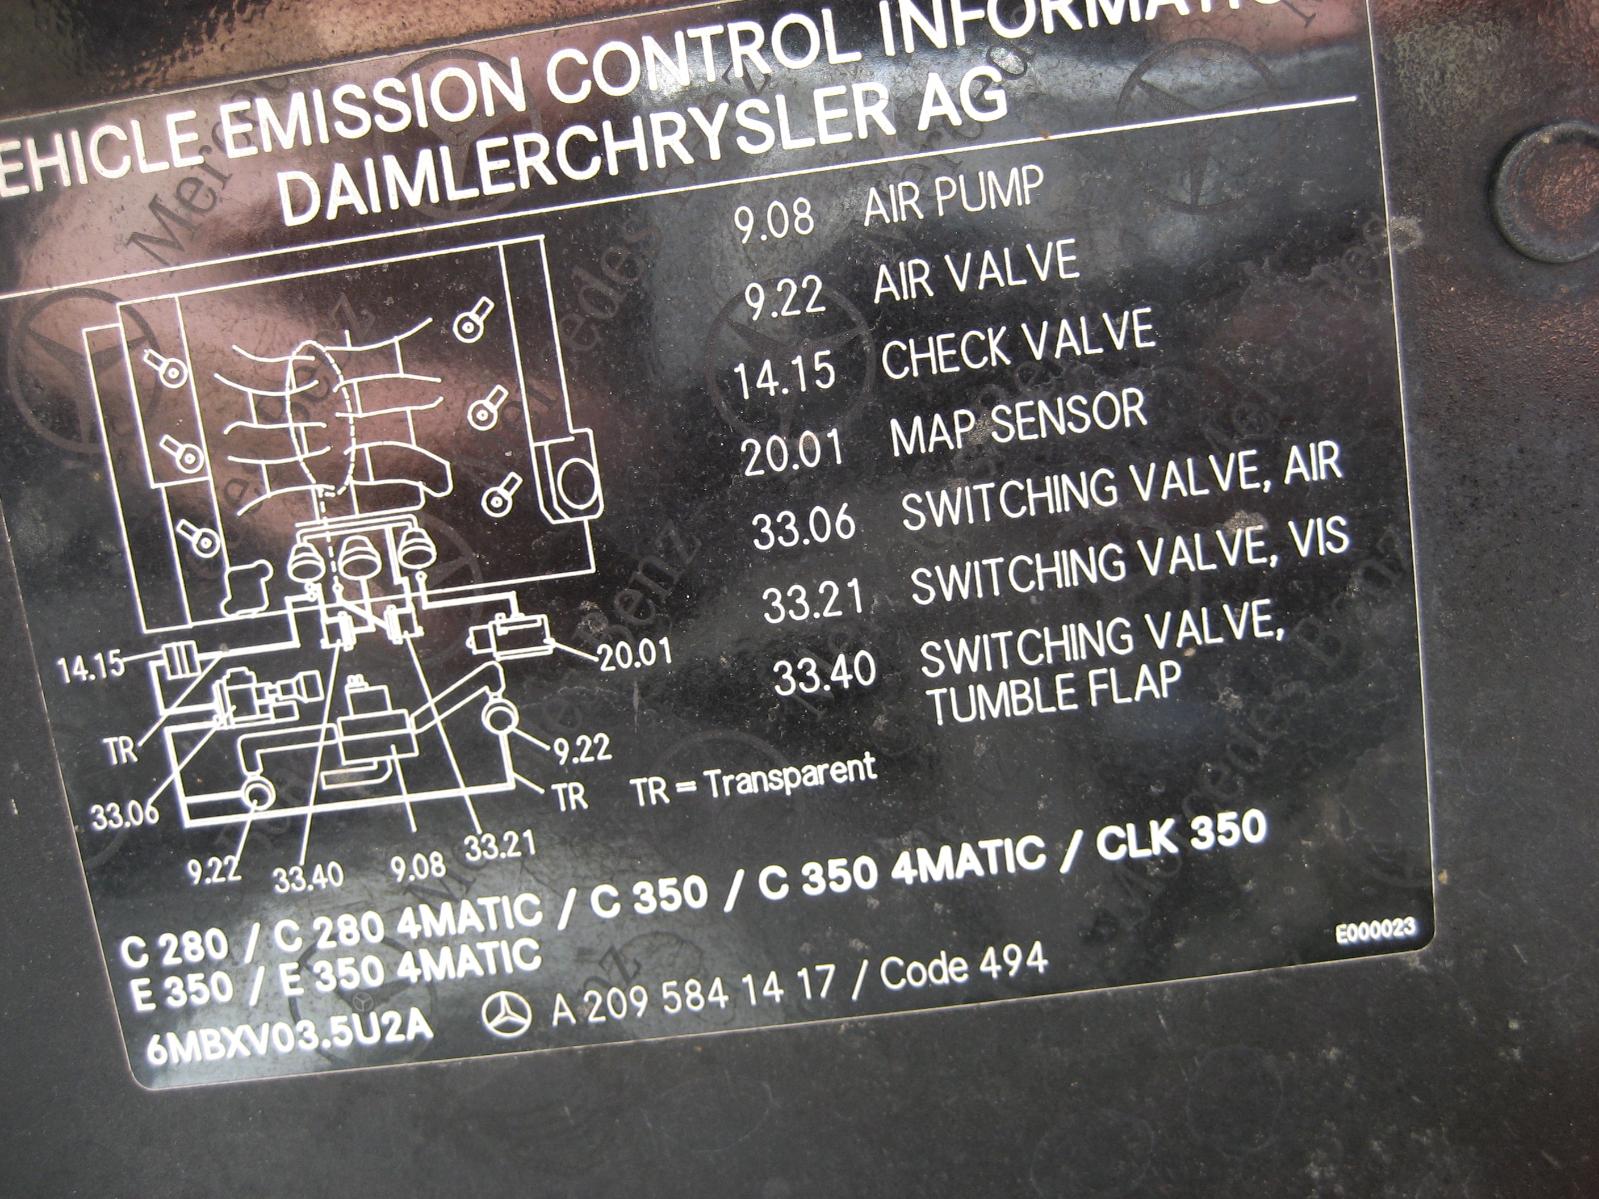 EHICLE EMISSION CONTROL INFORMATIO
DAIMLERCHRYSLER AG
9.08 AIR PUMP
9.22 AIR VALVE
14.15 CHECK VALVE
20.01 MAP SENSOR
33.06 SWITCHING VALVE, AIR
33.21 SWITCHING VALVE, VIS
33.40 SWITCHING VALVE,
TUMBLE FLAP
14.15
20.01
TR
9.22
33.06
TR
TR = Transparent
9.22
33.40
9.08
33.21
C 280 / C 280 4MATIC / C 350 / C 350 4MATIC / CLK 350
E 350 / E 350 4MATIC
E000023
6MBXV03.5U2A A 209 584 14 17 / Code 494